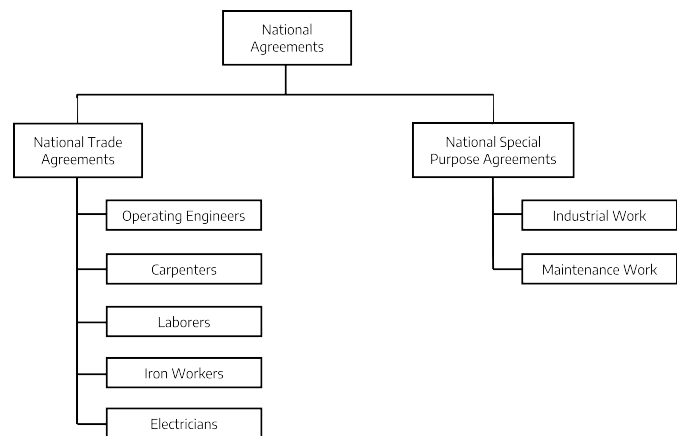 National
Agreements
National Trade
Agreements
National Special
Purpose Agreements
Operating Engineers
Industrial Work
Carpenters
Maintenance Work
Laborers
Iron Workers
Electricians